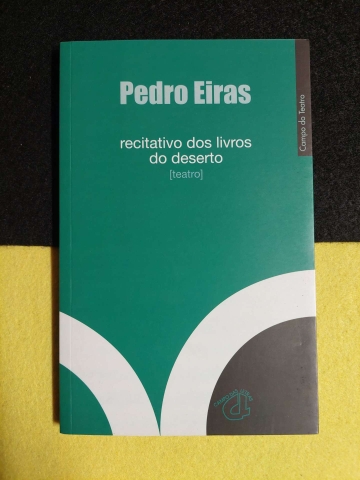 Pedro Eiras
recitativo dos livros
do deserto
[teatro]
Campo do Teatro